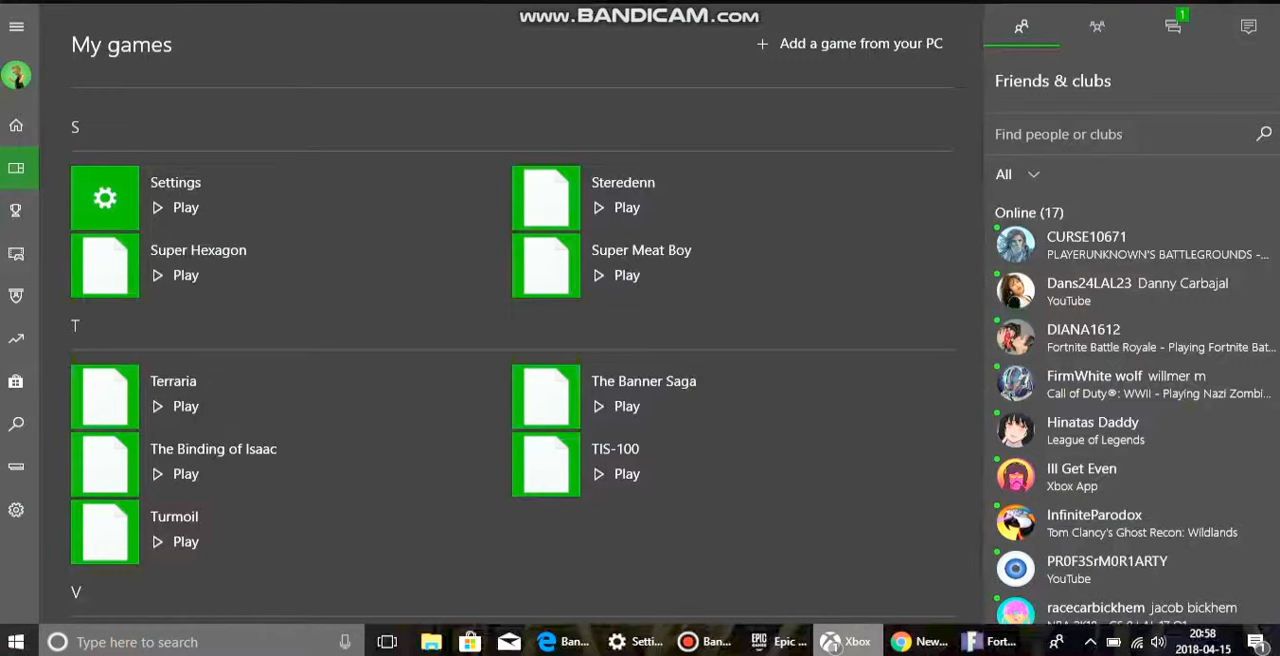 www.BANDICAM.com
My games
+ Add a game from your PC
S
Settings
Play
Steredenn
Play
Super Hexagon
Play
Super Meat Boy
Play
T
Terraria
Play
The Banner Saga
Play
The Binding of Isaac
Play
TIS-100
Play
Turmoil
Play
V
1
Friends & clubs
Find people or clubs
All
Online (17)
CURSE10671
PLAYERUNKNOWN'S BATTLEGROUNDS -...
Dans24LAL23 Danny Carbajal
YouTube
DIANA1612
Fortnite Battle Royale - Playing Fortnite Bat...
FirmWhite wolf willmer m
Call of Duty®: WWII - Playing Nazi Zombi...
Hinatas Daddy
League of Legends
Ill Get Even
Xbox App
InfiniteParodox
Tom Clancy's Ghost Recon: Wildlands
PR0F3SrM0R1ARTY
YouTube
racecarbickhem jacob bickhem
Type here to search
Ban...
Setti...
Ban...
EPIC GAMES
Epic ...
1
Xbox
New...
Fort...
20:58
2018-04-15
1